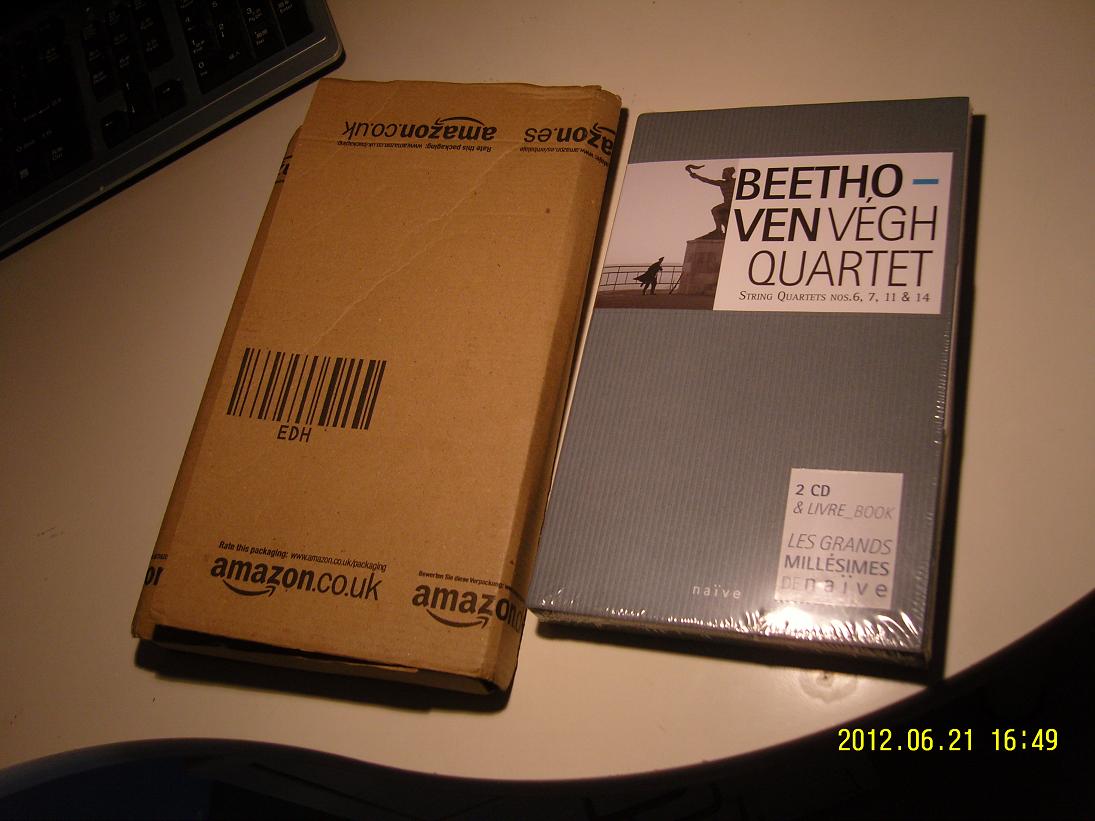 amazon.co.uk
Rate this packaging: www.amazon.co.uk/packaging
amazon.es
EDH
Rate this packaging: www.amazon.co.uk/packaging
amazon.co.uk
Bewerten Sie diese Verpackung:
amazon.
BEETHO –
VEN VÉGH
QUARTET
STRING QUARTETS NOS.6, 7, 11 & 14
2 CD
& LIVRE_BOOK
LES GRANDS
MILLÉSIMES
DE naïve
naïve
2012.06.21 16:49